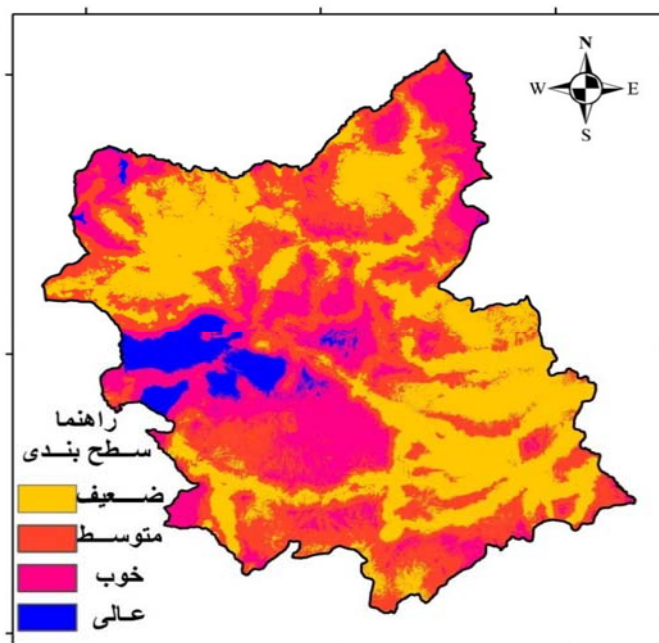 N
W E
S
راهنما
سطح بندی
ضعیف
متوسط
خوب
عالی